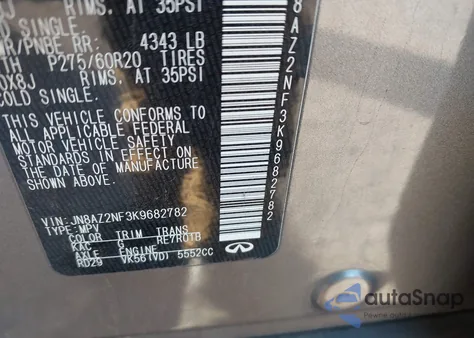 J RIMS. AT 35PSI
D SINGLE.
R/PNBE RR: 4343 LB
TH P275/60R20 TIRES
0X8J RIMS. AT 35PSI
COLD SINGLE.
THIS VEHICLE CONFORMS TO
ALL APPLICABLE FEDERAL
MOTOR VEHICLE SAFETY
STANDARDS IN EFFECT ON
THE DATE OF MANUFACTURE
SHOWN ABOVE.
VIN: JN8AZ2NF3K9682782
TYPE: MPV
COLOR TRIM TRANS
KAC G RE7R01B
AXLE ENGINE
RD29 VK56(VD) 5552CC
INFINITI
8AZ2NF3K9682782
autoSnap